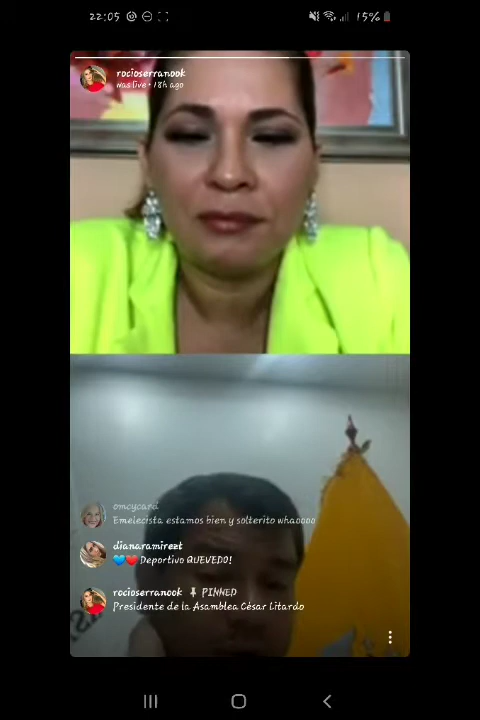 22:05
15%
rocioserranook
was live • 18h ago
omcycard
Emelecista estamos bien y solterito whaoooo
dianaramirezt
💙❤️Deportivo QUEVEDO!
rocioserranook 📌 PINNED
Presidente de la Asamblea César Litardo